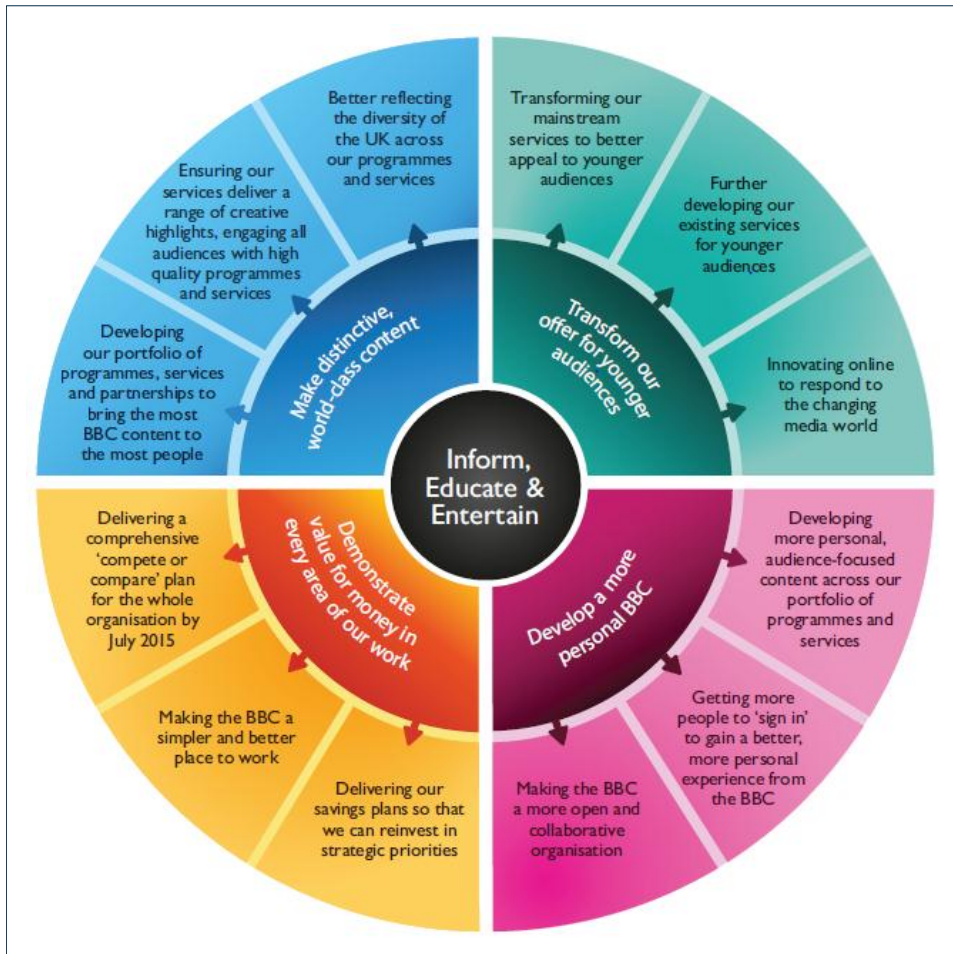 Inform,
Educate &
Entertain
Make distinctive,
world-class content
Developing
our portfolio of
programmes, services
and partnerships to
bring the most
BBC content to
the most people
Ensuring our
services deliver a
range of creative
highlights, engaging all
audiences with high
quality programmes
and services
Better reflecting
the diversity of
the UK across
our programmes
and services
Transform our
offer for younger
audiences
Transforming our
mainstream
services to better
appeal to younger
audiences
Further
developing our
existing services
for younger
audiences
Innovating online
to respond to
the changing
media world
Develop a more
personal BBC
Developing
more personal,
audience-focused
content across our
portfolio of
programmes and
services
Getting more
people to ‘sign in’
to gain a better,
more personal
experience from
the BBC
Making the BBC
a more open and
collaborative
organisation
Demonstrate
value for money in
every area of our work
Delivering our
savings plans so that
we can reinvest in
strategic priorities
Making the BBC a
simpler and better
place to work
Delivering a
comprehensive
‘compete or
compare’ plan
for the whole
organisation by
July 2015